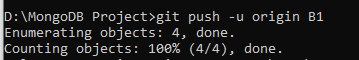 D:\MongoDB Project>git push -u origin B1
Enumerating objects: 4, done.
Counting objects: 100% (4/4), done.